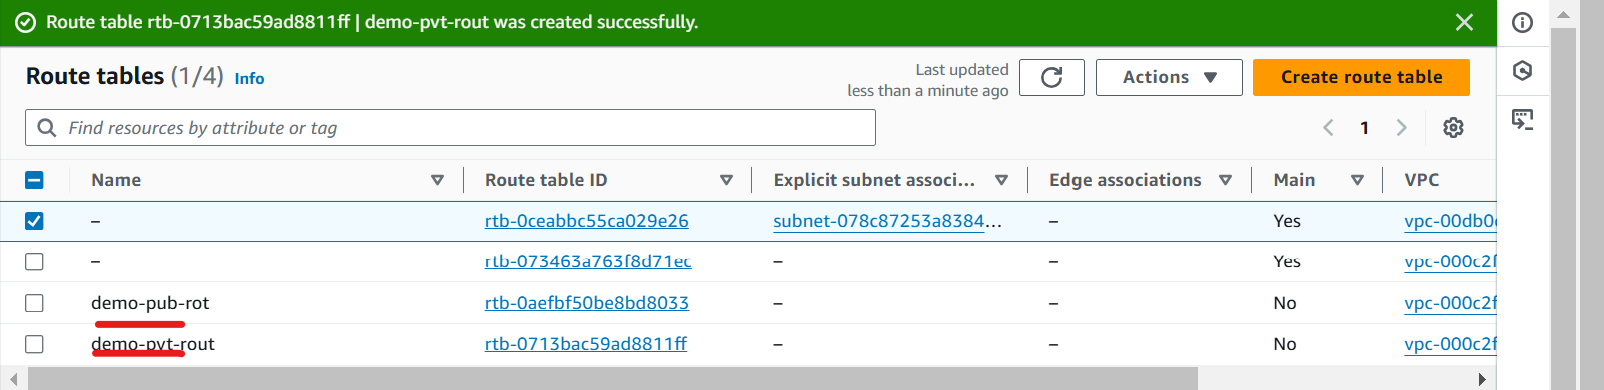 Route table rtb-0713bac59ad8811ff | demo-pvt-rout was created successfully.
Route tables (1/4) Info
Last updated
less than a minute ago
Actions
Create route table
Find resources by attribute or tag
1
Name Route table ID Explicit subnet associ... Edge associations Main VPC
– rtb-0ceabbc55ca029e26 subnet-078c87253a8384... – Yes vpc-00db0
– rtb-073463a763f8d71ec – – Yes vpc-000c2f
demo-pub-rot rtb-0aefbf50be8bd8033 – – No vpc-000c2f
demo-pvt-rout rtb-0713bac59ad8811ff – – No vpc-000c2f